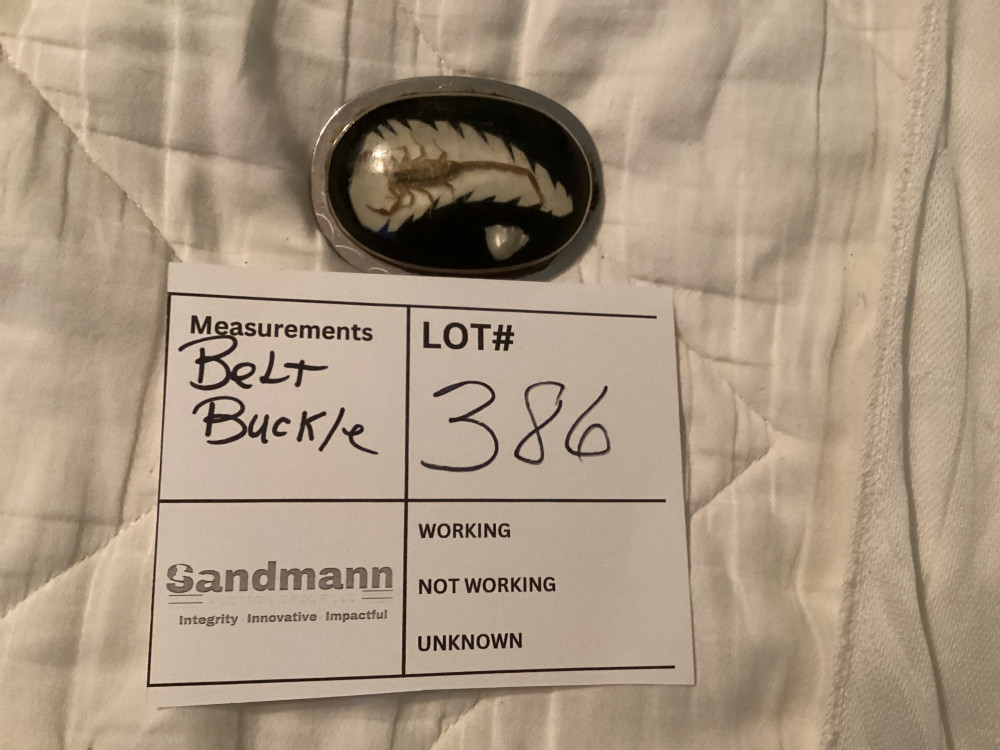 Measurements
Belt
Buckle
LOT#
386
Sandmann
Integrity Innovative Impactful
WORKING
NOT WORKING
UNKNOWN